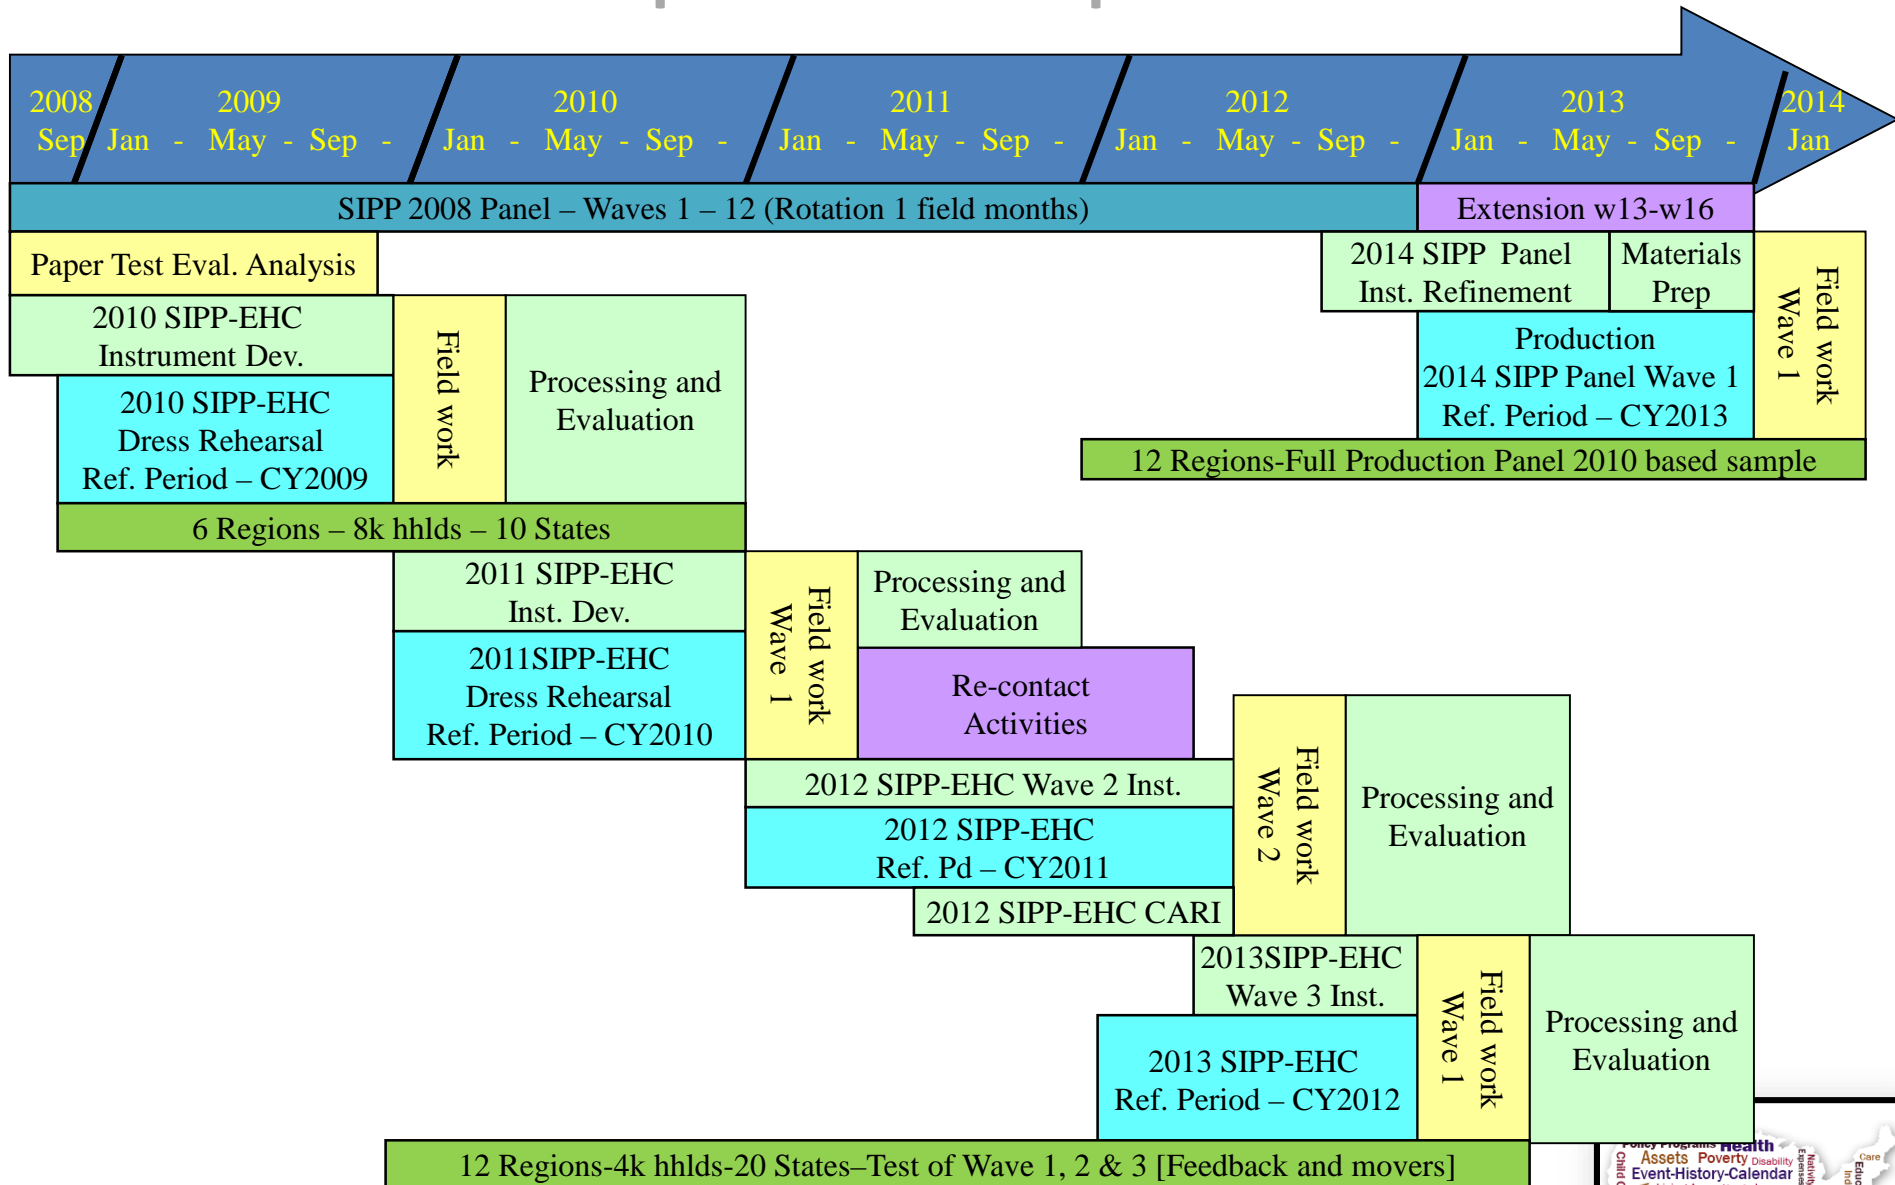 2008 2009 2010 2011 2012 2013 2014
Sep Jan - May - Sep - Jan - May - Sep - Jan - May - Sep - Jan - May - Sep - Jan - May - Sep - Jan
SIPP 2008 Panel – Waves 1 – 12 (Rotation 1 field months)
Extension w13-w16
Paper Test Eval. Analysis
2014 SIPP Panel
Inst. Refinement
Materials
Prep
Field work
Wave 1
2010 SIPP-EHC
Instrument Dev.
Field work
Processing and
Evaluation
Production
2014 SIPP Panel Wave 1
Ref. Period – CY2013
2010 SIPP-EHC
Dress Rehearsal
Ref. Period – CY2009
12 Regions-Full Production Panel 2010 based sample
6 Regions – 8k hhlds – 10 States
2011 SIPP-EHC
Inst. Dev.
Field work
Wave 1
Processing and
Evaluation
2011SIPP-EHC
Dress Rehearsal
Ref. Period – CY2010
Re-contact
Activities
2012 SIPP-EHC Wave 2 Inst.
Field work
Wave 2
Processing and
Evaluation
2012 SIPP-EHC
Ref. Pd – CY2011
2012 SIPP-EHC CARI
2013SIPP-EHC
Wave 3 Inst.
Field work
Wave 1
Processing and
Evaluation
2013 SIPP-EHC
Ref. Period – CY2012
12 Regions-4k hhlds-20 States–Test of Wave 1, 2 & 3 [Feedback and movers]
Policy Programs Health
Assets Poverty Disability
Event-History-Calendar
Child
Nativity
Expenses
Care